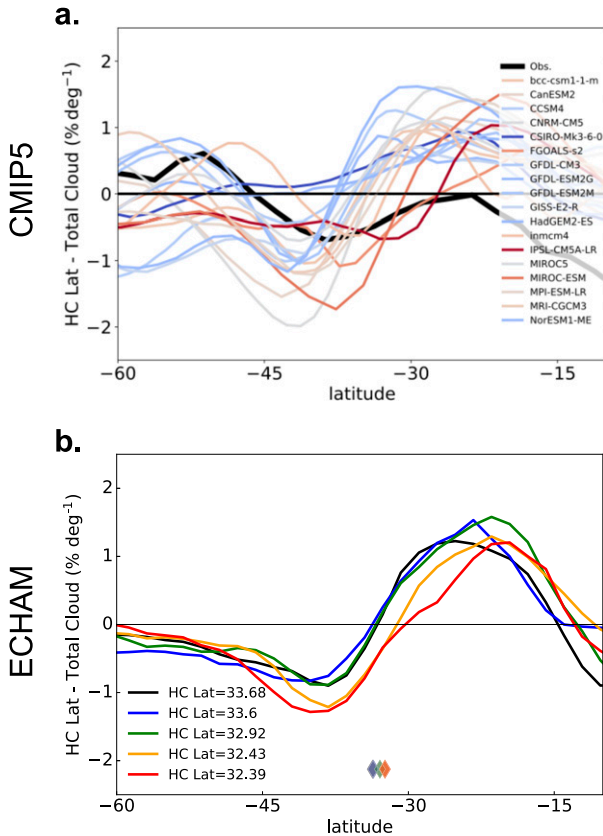 a.
CMIP5
HC Lat - Total Cloud (% deg⁻¹)
2
1
0
−1
−2
Obs.
bcc-csm1-1-m
CanESM2
CCSM4
CNRM-CM5
CSIRO-Mk3-6-0
FGOALS-s2
GFDL-CM3
GFDL-ESM2G
GFDL-ESM2M
GISS-E2-R
HadGEM2-ES
inmcm4
IPSL-CM5A-LR
MIROC5
MIROC-ESM
MPI-ESM-LR
MRI-CGCM3
NorESM1-ME
−60 −45 −30 −15
latitude
b.
ECHAM
HC Lat - Total Cloud (% deg⁻¹)
2
1
0
−1
−2
HC Lat=33.68
HC Lat=33.6
HC Lat=32.92
HC Lat=32.43
HC Lat=32.39
−60 −45 −30 −15
latitude